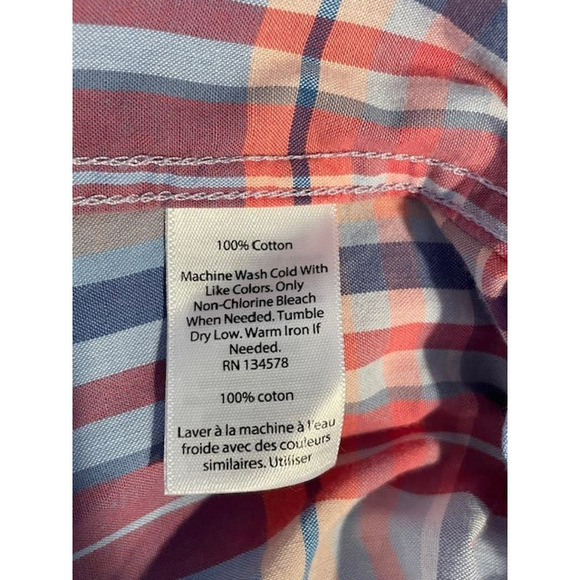 100% Cotton
Machine Wash Cold With
Like Colors. Only
Non-Chlorine Bleach
When Needed. Tumble
Dry Low. Warm Iron If
Needed.
RN 134578
100% coton
Laver à la machine à l'eau
froide avec des couleurs
similaires. Utiliser